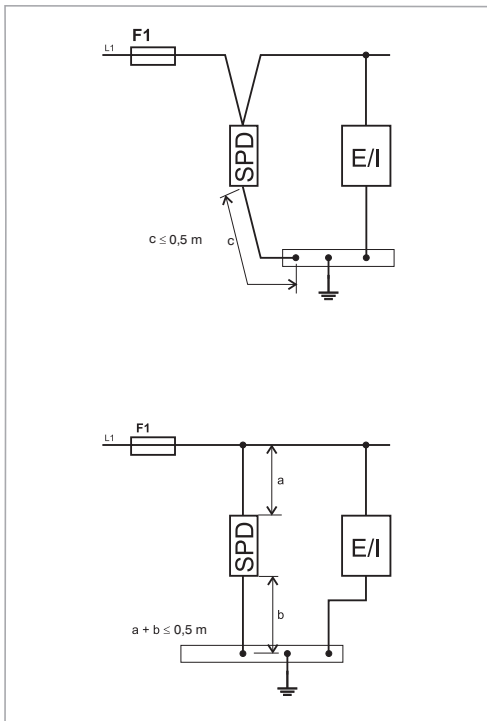 F1
L1
SPD
E/I
c ≤ 0,5 m
c
F1
L1
a
SPD
E/I
b
a + b ≤ 0,5 m